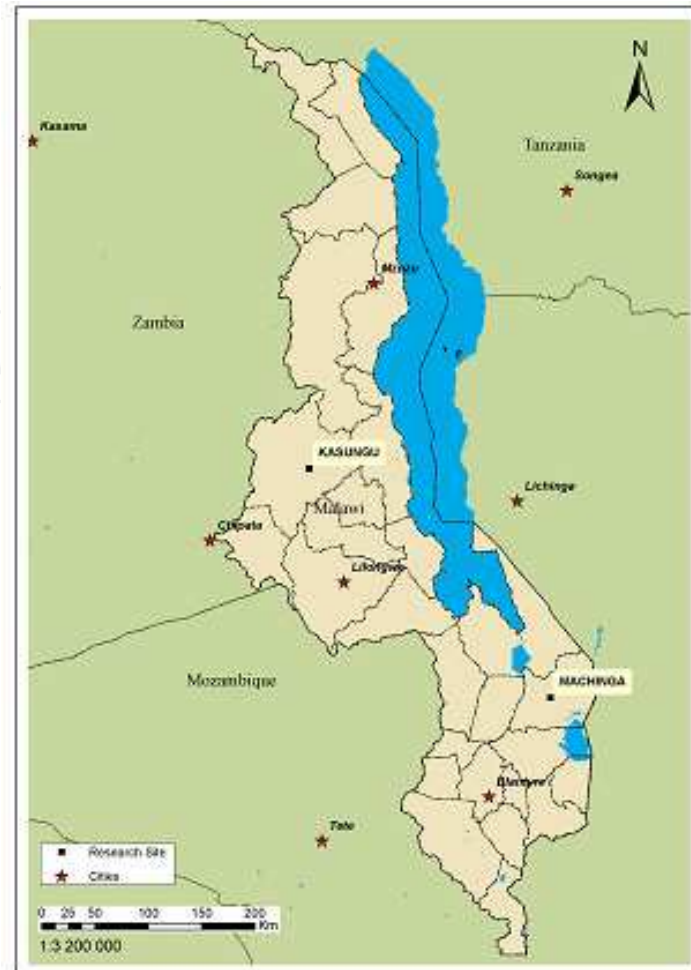 N
Kasama
Tanzania
Songea
Mzuzu
Zambia
KASUNGU
Lichinga
Malawi
Chipata
Lilongwe
Mozambique
MACHINGA
Blantyre
Tete
Research Site
Cities
0 25 50 100 150 200
Km
1:3 200 000